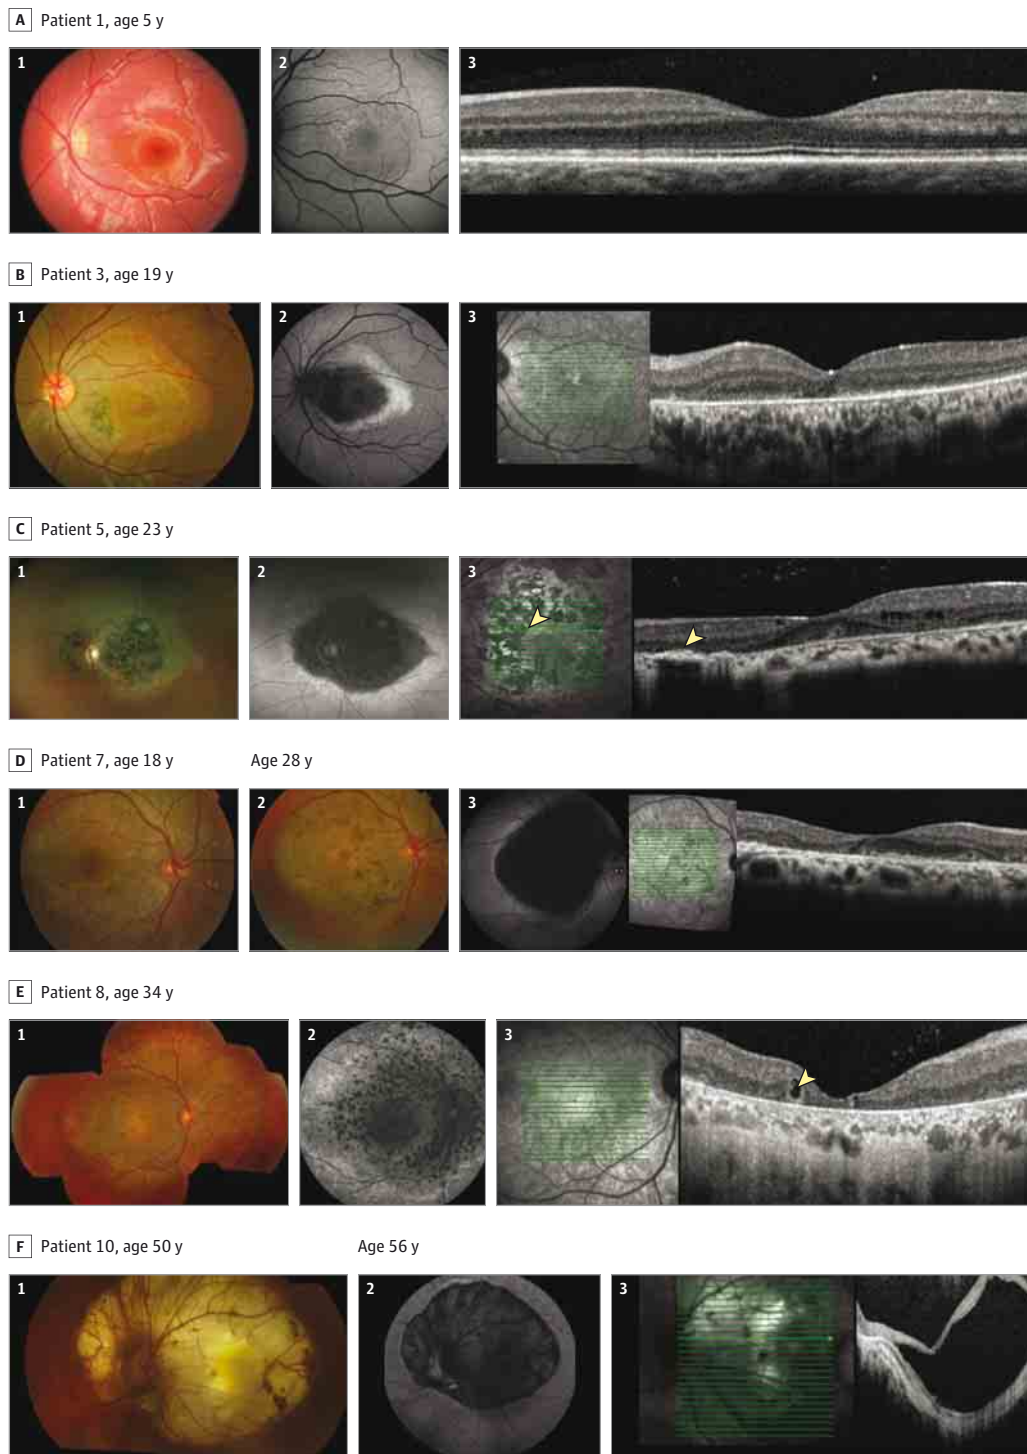 A Patient 1, age 5 y
1 2 3
B Patient 3, age 19 y
1 2 3
C Patient 5, age 23 y
1 2 3
D Patient 7, age 18 y Age 28 y
1 2 3
E Patient 8, age 34 y
1 2 3
F Patient 10, age 50 y Age 56 y
1 2 3